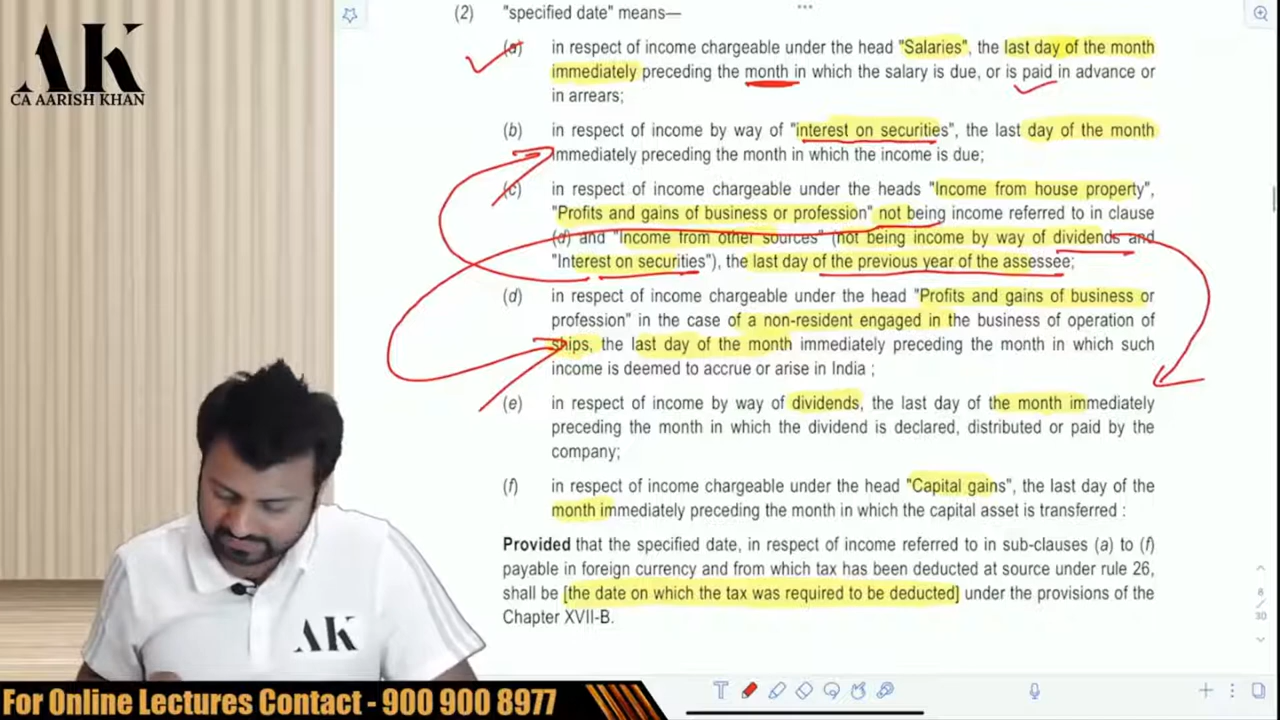 AK
CA AARISH KHAN
(2) "specified date" means—
(a) in respect of income chargeable under the head "Salaries", the last day of the month
immediately preceding the month in which the salary is due, or is paid in advance or
in arrears;
(b) in respect of income by way of "interest on securities", the last day of the month
immediately preceding the month in which the income is due;
(c) in respect of income chargeable under the heads "Income from house property",
"Profits and gains of business or profession" not being income referred to in clause
(d) and "Income from other sources" (not being income by way of dividends and
"Interest on securities"), the last day of the previous year of the assessee;
(d) in respect of income chargeable under the head "Profits and gains of business or
profession" in the case of a non-resident engaged in the business of operation of
ships, the last day of the month immediately preceding the month in which such
income is deemed to accrue or arise in India ;
(e) in respect of income by way of dividends, the last day of the month immediately
preceding the month in which the dividend is declared, distributed or paid by the
company;
(f) in respect of income chargeable under the head "Capital gains", the last day of the
month immediately preceding the month in which the capital asset is transferred :
Provided that the specified date, in respect of income referred to in sub-clauses (a) to (f)
payable in foreign currency and from which tax has been deducted at source under rule 26,
shall be [the date on which the tax was required to be deducted] under the provisions of the
Chapter XVII-B.
8
/
30
AK
T
For Online Lectures Contact - 900 900 8977